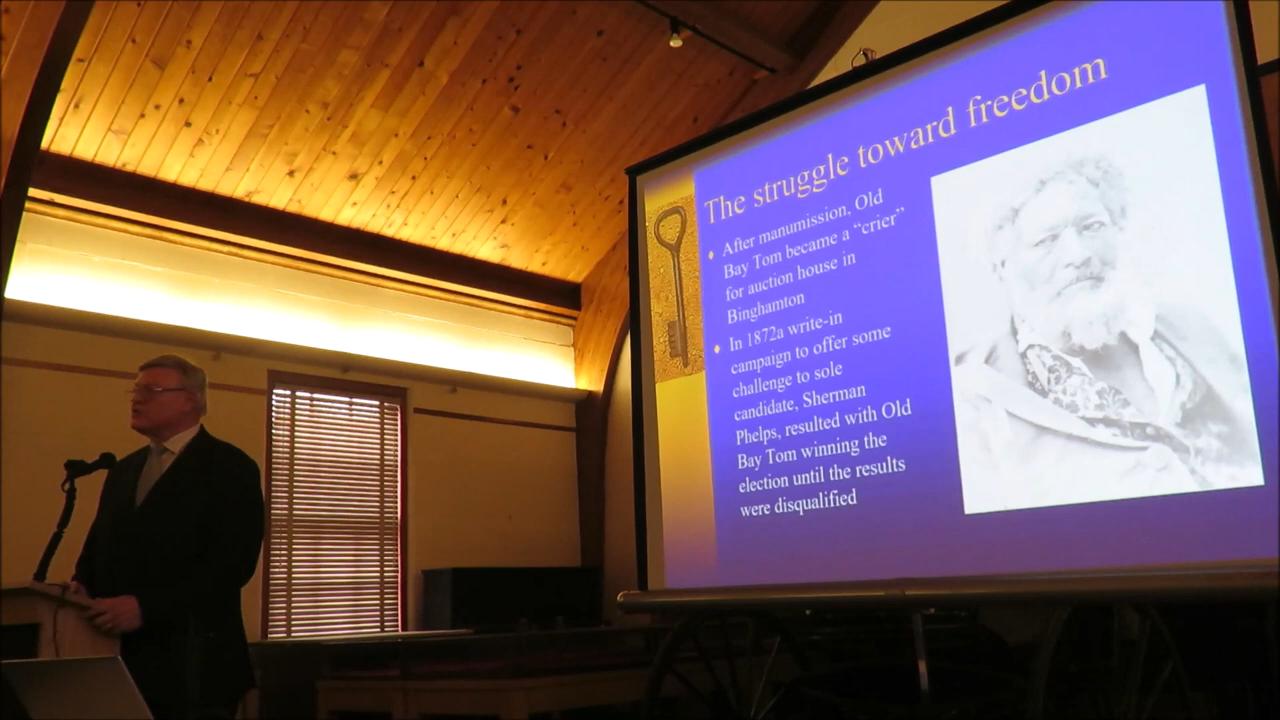 The struggle toward freedom
After manumission, Old
Bay Tom became a “crier”
for auction house in
Binghamton
In 1872a write-in
campaign to offer some
challenge to sole
candidate, Sherman
Phelps, resulted with Old
Bay Tom winning the
election until the results
were disqualified